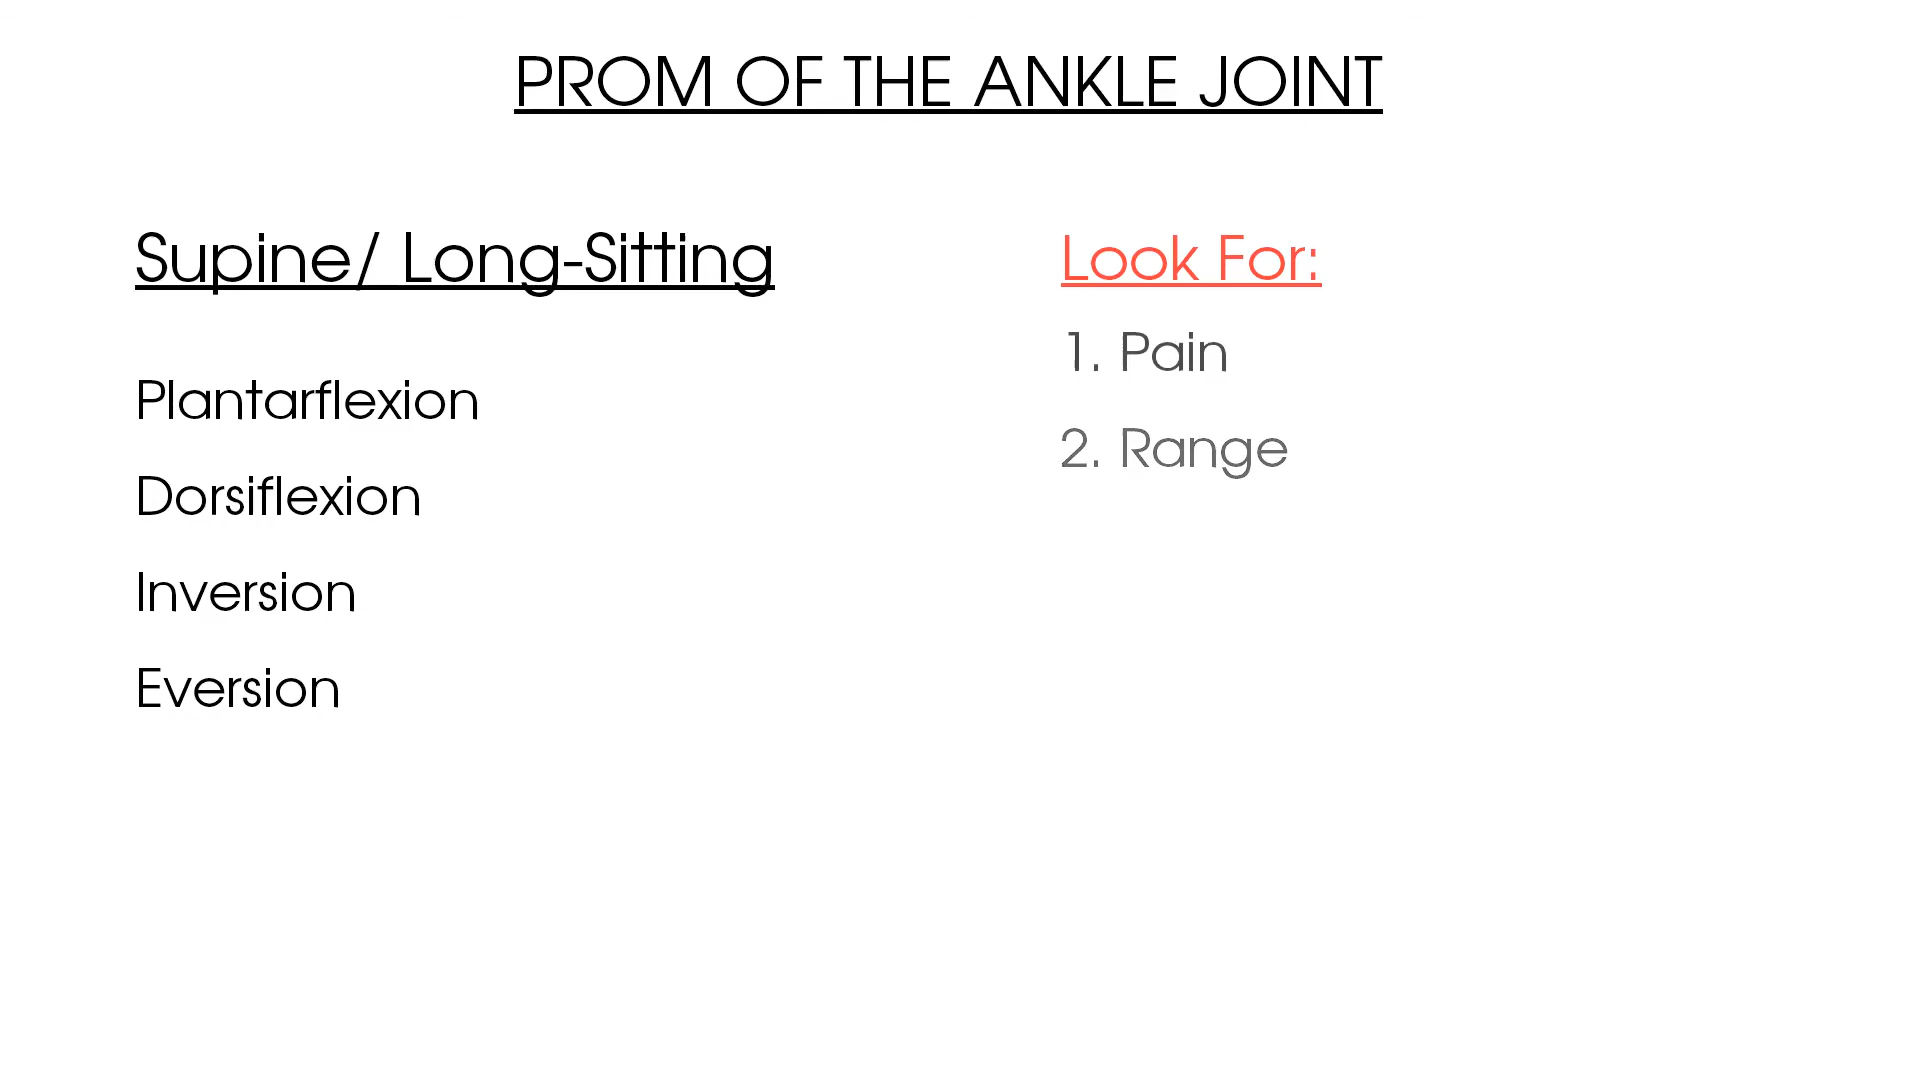 PROM OF THE ANKLE JOINT
Supine/ Long-Sitting
Plantarflexion
Dorsiflexion
Inversion
Eversion
Look For:
1. Pain
2. Range